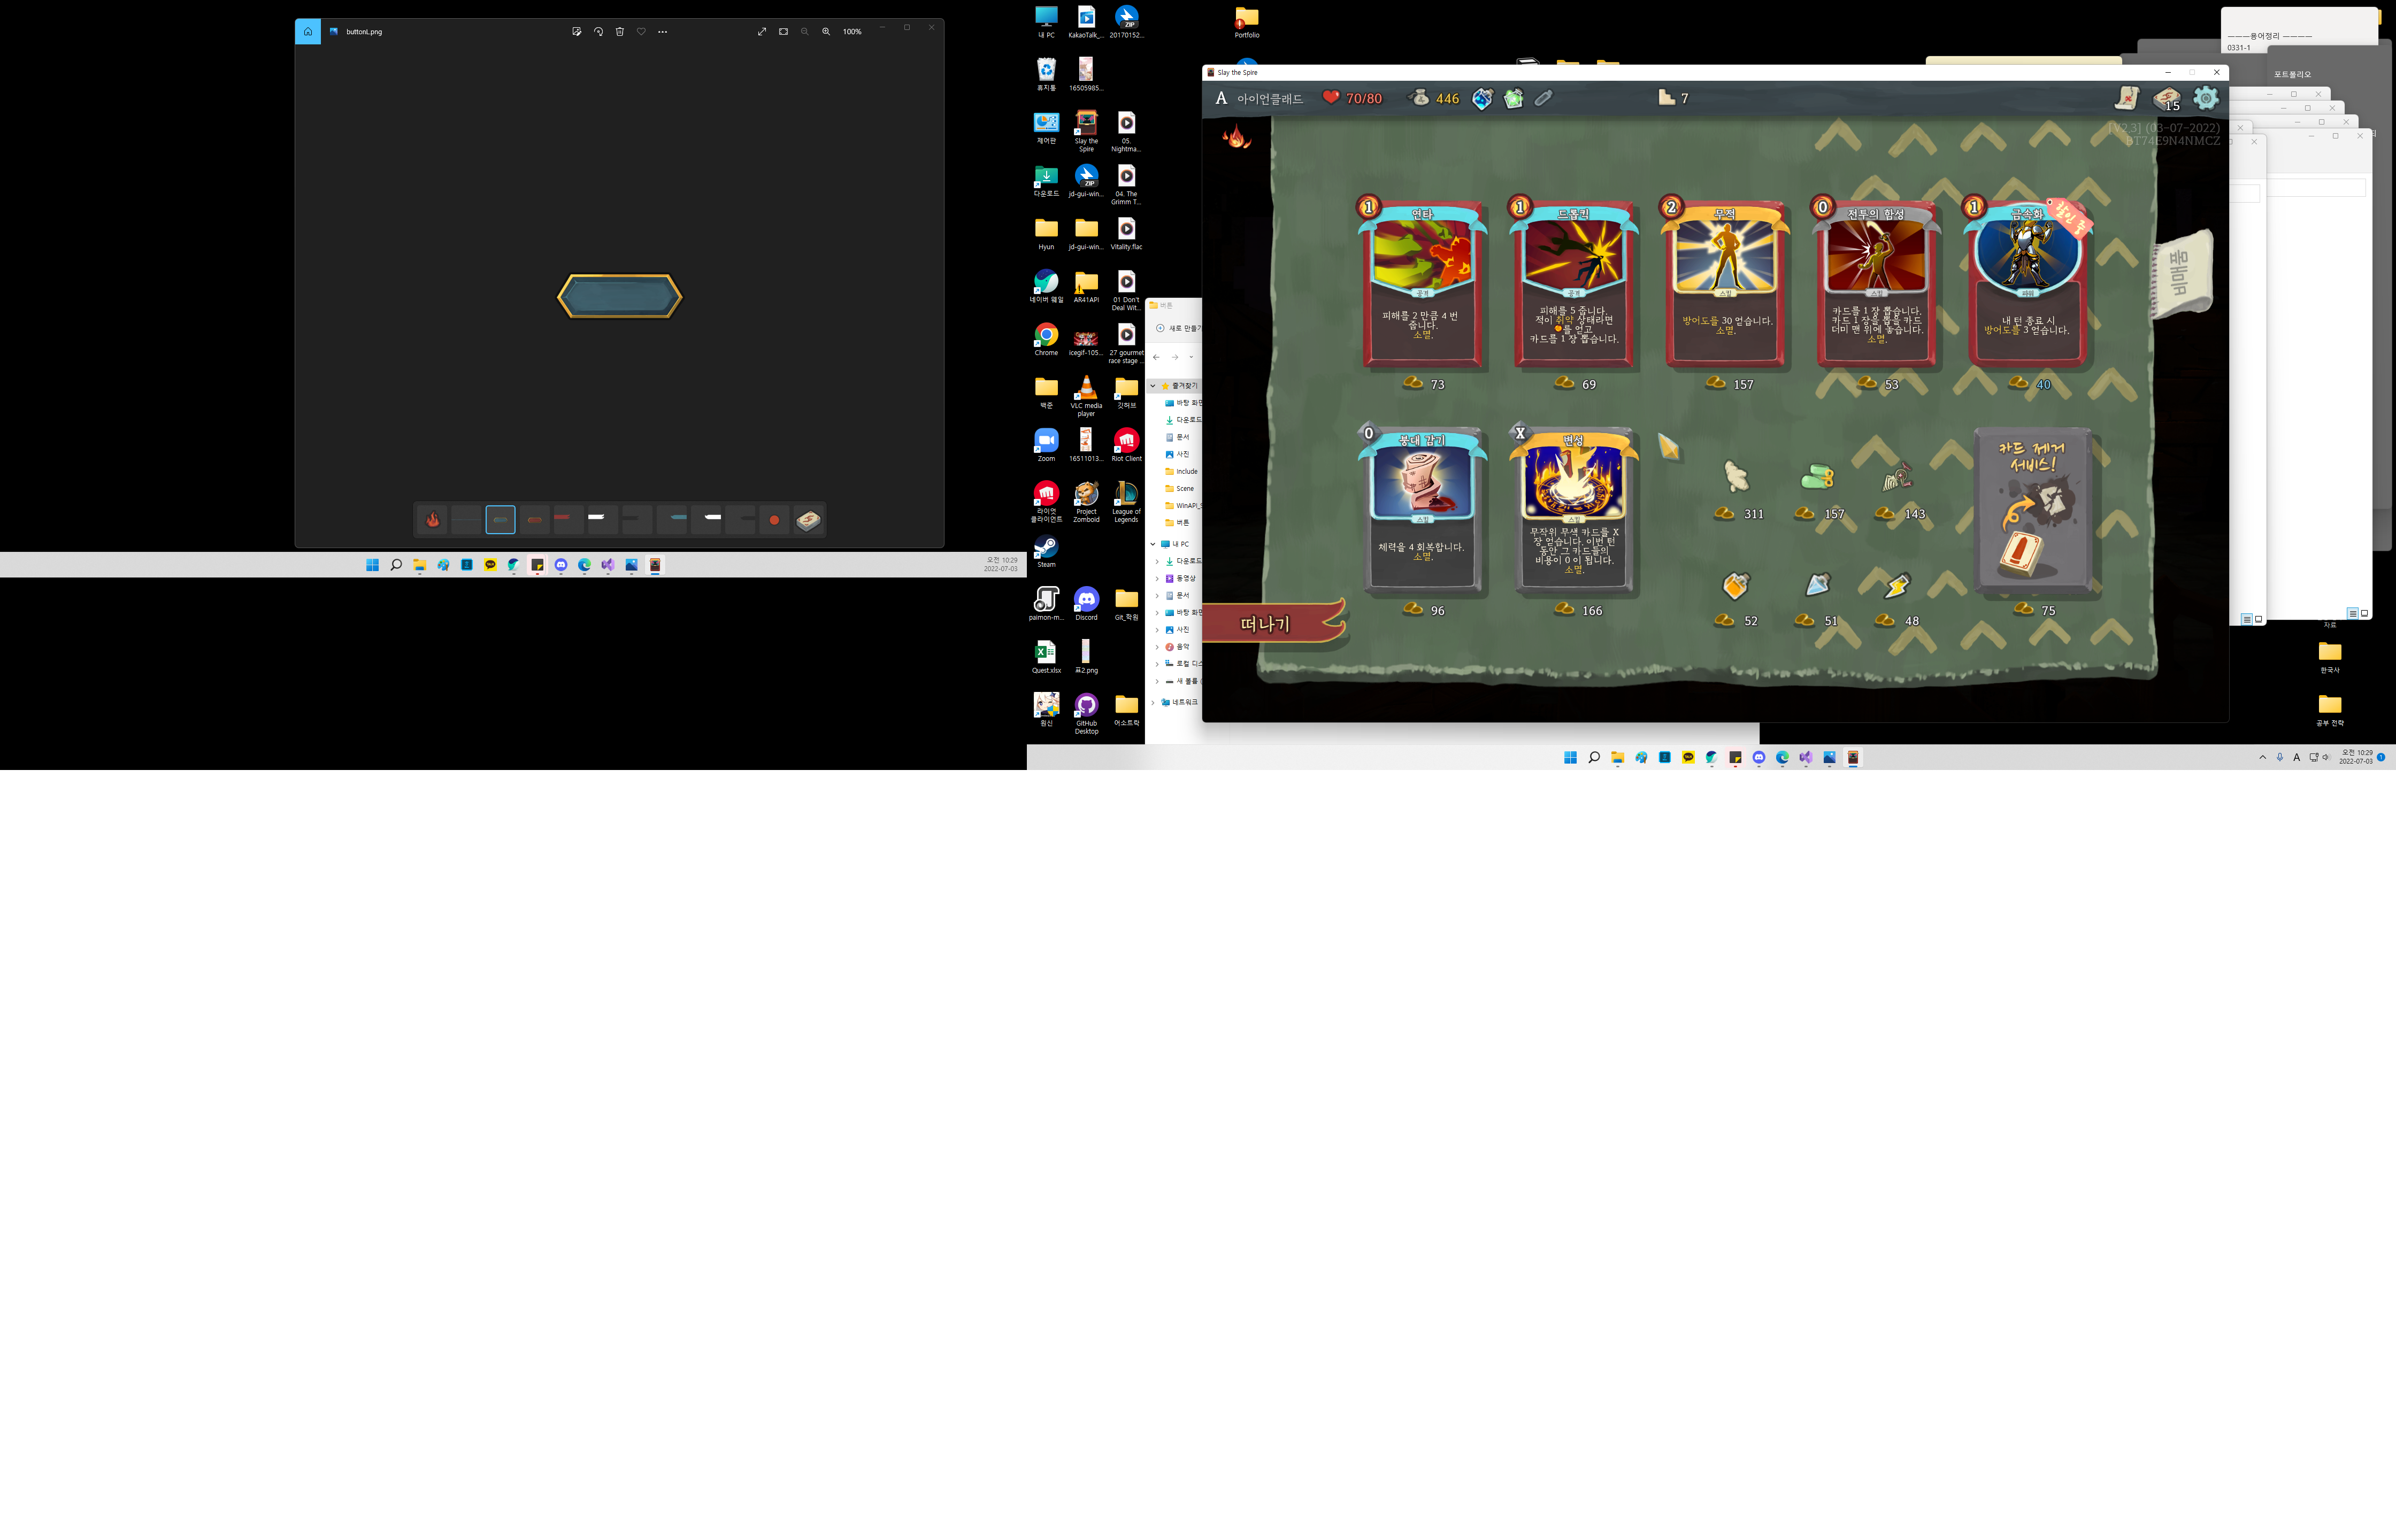 buttonL.png
100%
오전 10:29
2022-07-03
내 PC
KakaoTalk_...
20170152...
Portfolio
휴지통
16505985...
제어판
Slay the
Spire
05.
Nightma...
다운로드
jd-gui-win...
04. The
Grimm T...
Hyun
jd-gui-win...
Vitality.flac
네이버 웨일
AR41API
01 Don't
Deal Wit...
Chrome
icegif-105...
27 gourmet
race stage ...
백준
VLC media
player
깃허브
Zoom
16511013...
Riot Client
라이엇
클라이언트
Project
Zomboid
League of
Legends
Steam
paimon-m...
Discord
Git_학원
Quest.xlsx
표2.png
원신
GitHub
Desktop
어소트락
버튼
새로 만들기
즐겨찾기
바탕 화면
다운로드
문서
사진
Include
Scene
WinAPI_S
버튼
내 PC
다운로드
동영상
문서
바탕 화면
사진
음악
로컬 디스
새 볼륨 (
네트워크
Slay the Spire
A 아이언클래드
70/80
446
7
15
[V2.3] (03-07-2022)
BT74E9N4NMCZ
1 연타
공격
피해를 2 만큼 4 번
줍니다.
소멸.
73
1 드롭킥
공격
피해를 5 줍니다.
적이 취약 상태라면
를 얻고
카드를 1 장 뽑습니다.
69
2 무적
스킬
방어도를 30 얻습니다.
소멸.
157
0 전투의 함성
스킬
카드를 1 장 뽑습니다.
카드 1 장을 뽑을 카드
더미 맨 위에 놓습니다.
소멸.
53
1 금속화
할인 중
파워
내 턴 종료 시
방어도를 3 얻습니다.
40
0 붕대 감기
스킬
체력을 4 회복합니다.
소멸.
96
X 변성
스킬
무작위 무색 카드를 X
장 얻습니다. 이번 턴
동안 그 카드들의
비용이 0 이 됩니다.
소멸.
166
311
157
143
52
51
48
카드 제거
서비스!
75
떠나기
———용어정리 ————
0331-1
포트폴리오
자료
한국사
공부 전략
A
오전 10:29
2022-07-03
1